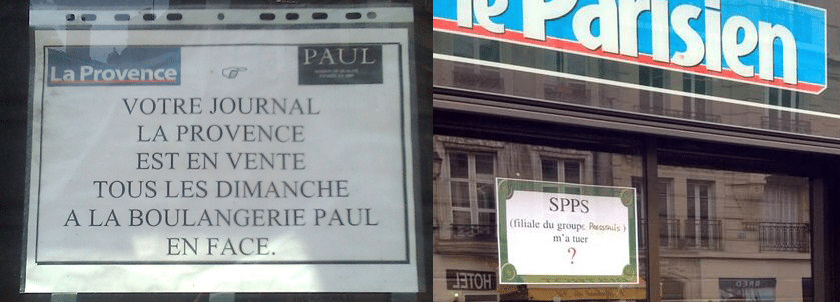 La Provence
PAUL
VOTRE JOURNAL
LA PROVENCE
EST EN VENTE
TOUS LES DIMANCHE
A LA BOULANGERIE PAUL
EN FACE.
le Parisien
SPPS
(filiale du groupe
m'a tuer
?
HOTEL